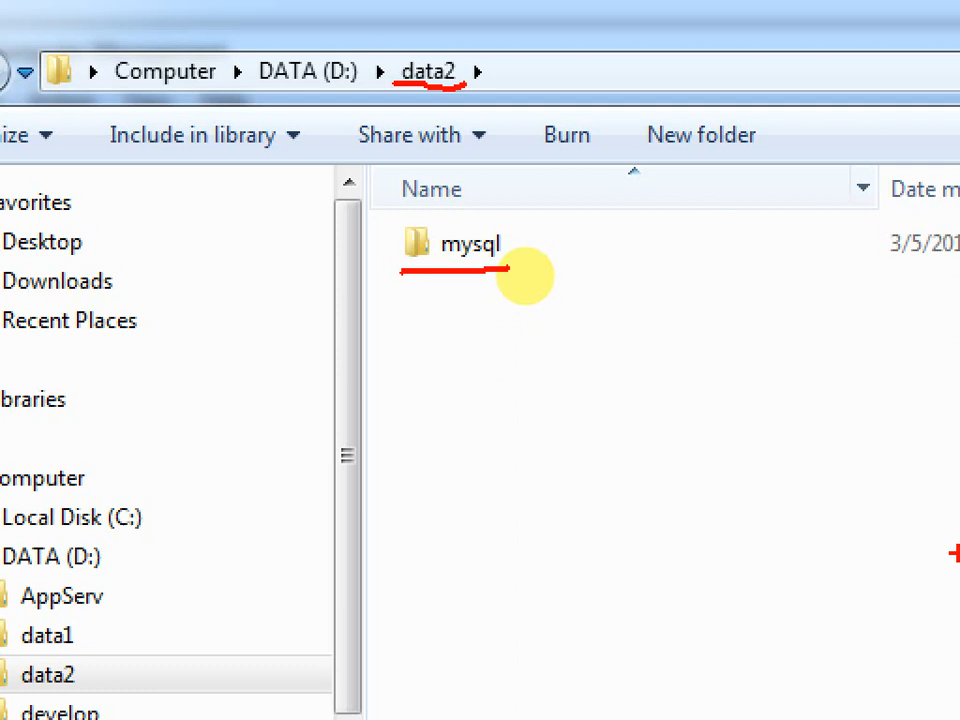 Computer DATA (D:) data2
ize Include in library Share with Burn New folder
Name Date m
mysql 3/5/201
avorites
Desktop
Downloads
Recent Places
braries
omputer
Local Disk (C:)
DATA (D:)
AppServ
data1
data2
develop